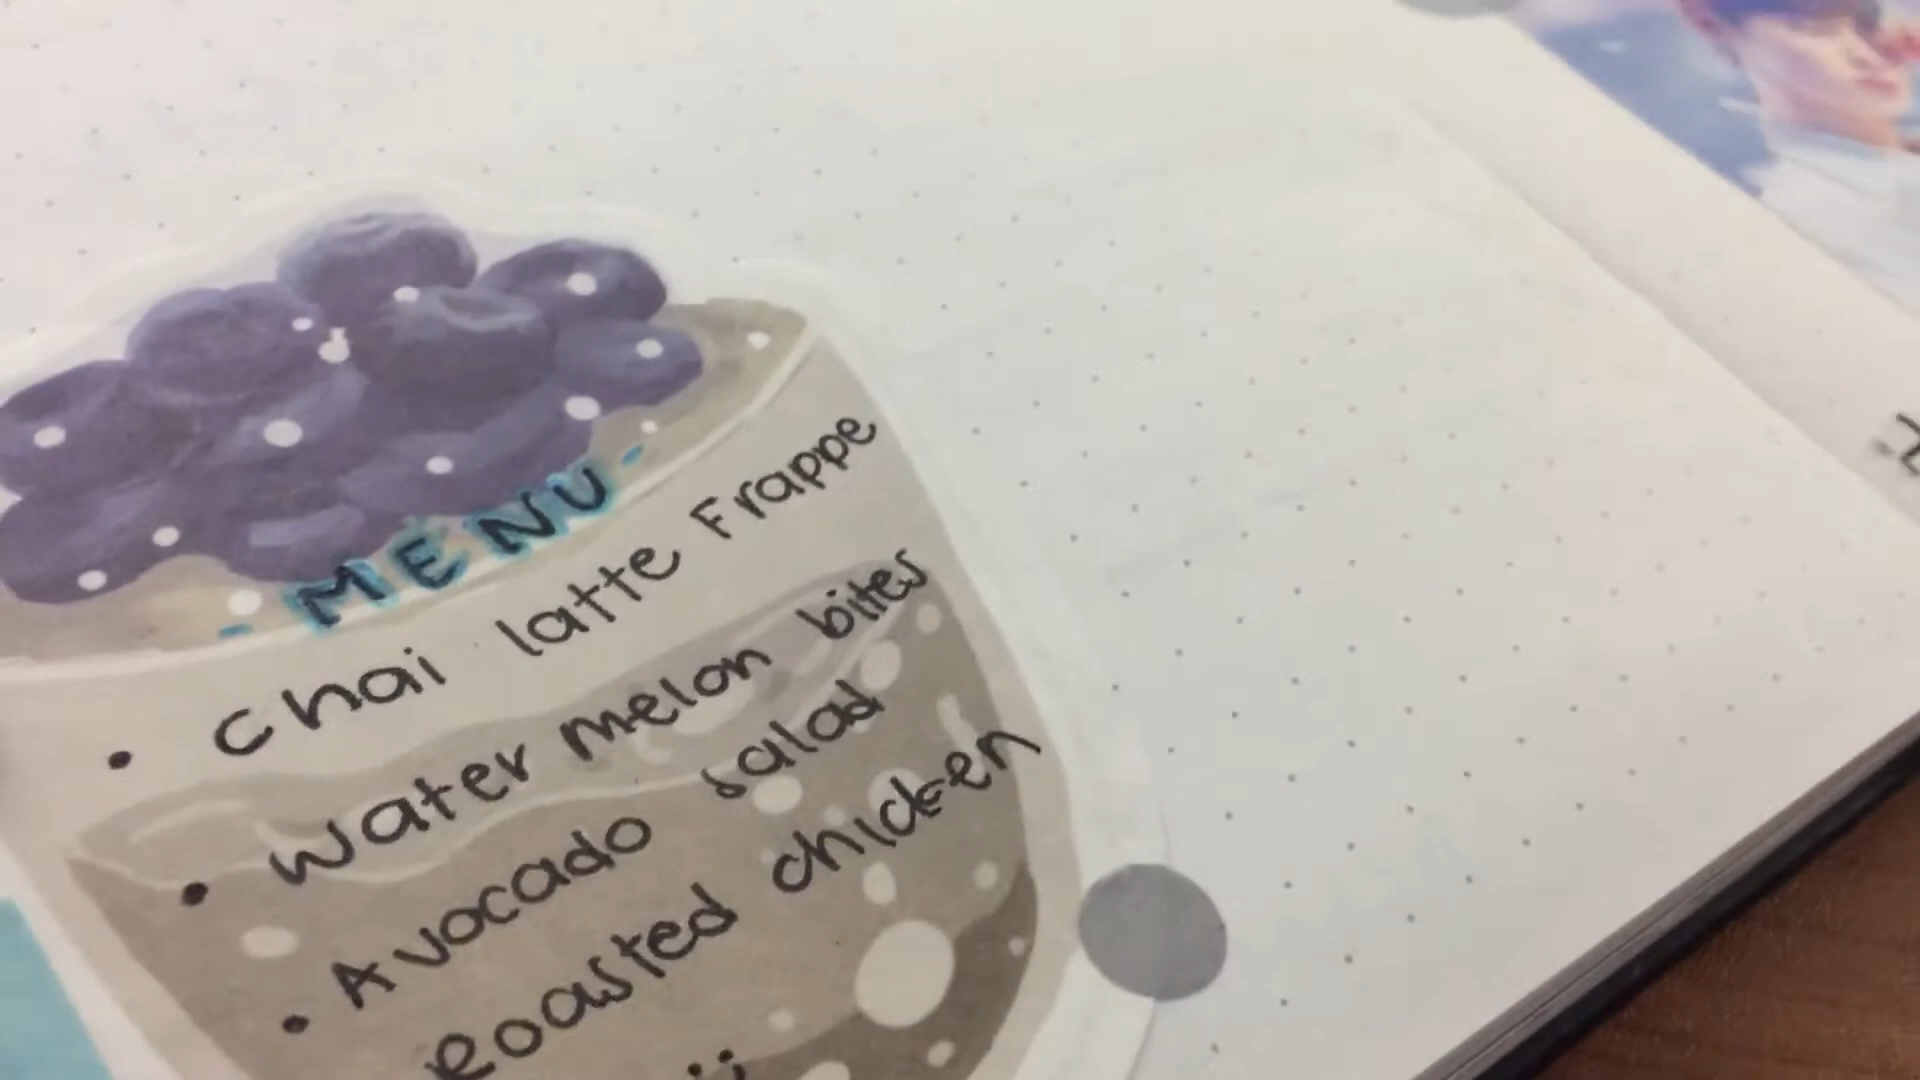 - MENU -
• Chai latte Frappe
• Water melon bites
• Avocado salad
Roasted chicken